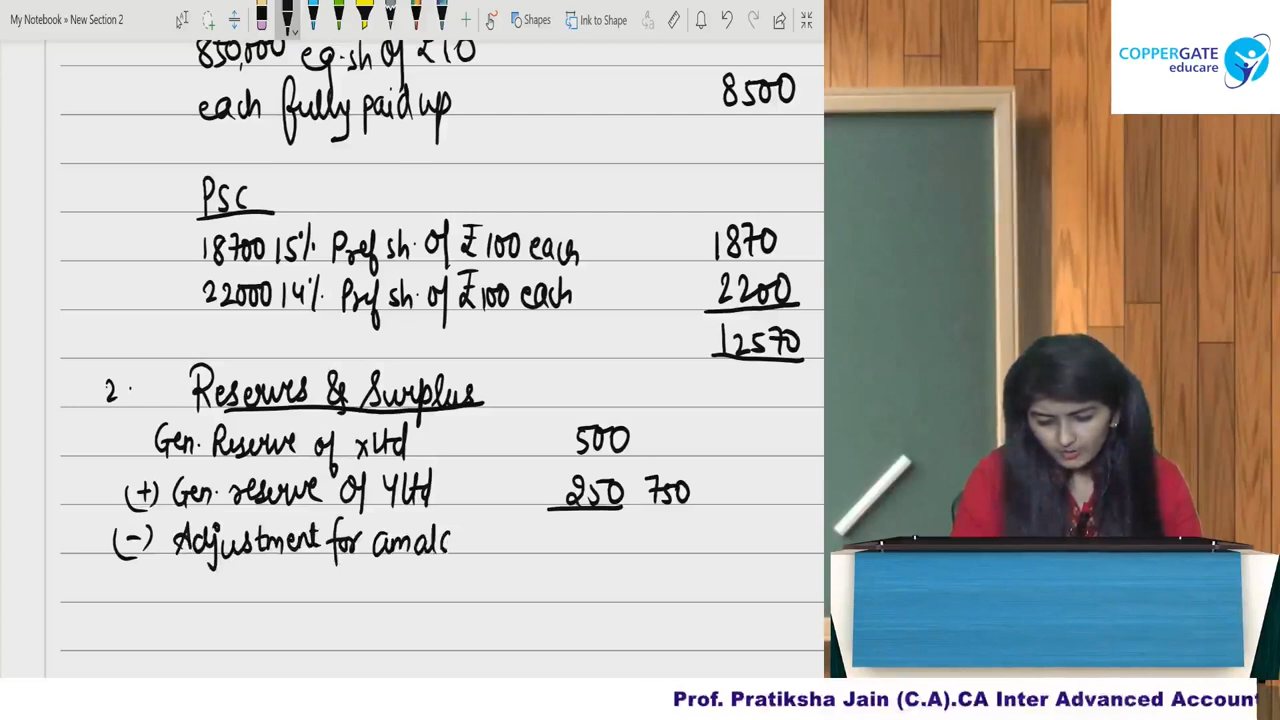 My Notebook » New Section 2
Shapes
Ink to Shape
COPPERGATE
educare
850,000 eq.sh of ₹10
each fully paid up 8500
PSC
18700 15% Pref sh. of ₹100 each 1870
22000 14% Pref sh. of ₹100 each 2200
12570
2. Reserves & Surplus
Gen. Reserve of X Ltd 500
(+) Gen. reserve of Y Ltd 250 750
(-) Adjustment for amalg
Prof. Pratiksha Jain (C.A).CA Inter Advanced Account